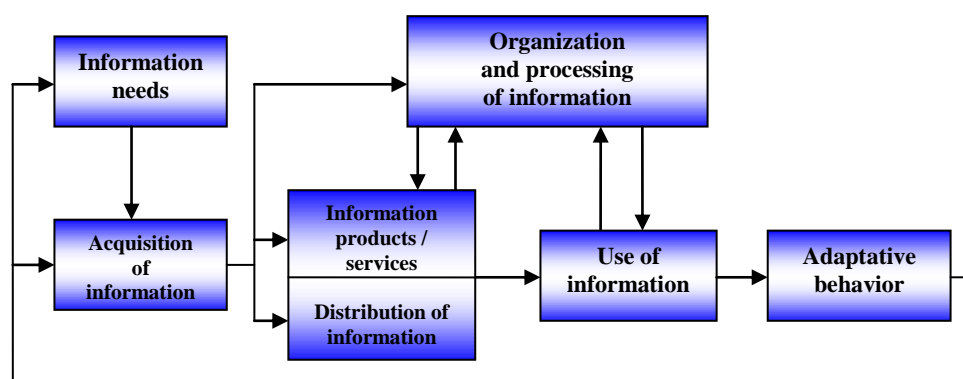 Information
needs
Organization
and processing
of information
Acquisition
of
information
Information
products /
services
Distribution of
information
Use of
information
Adaptative
behavior